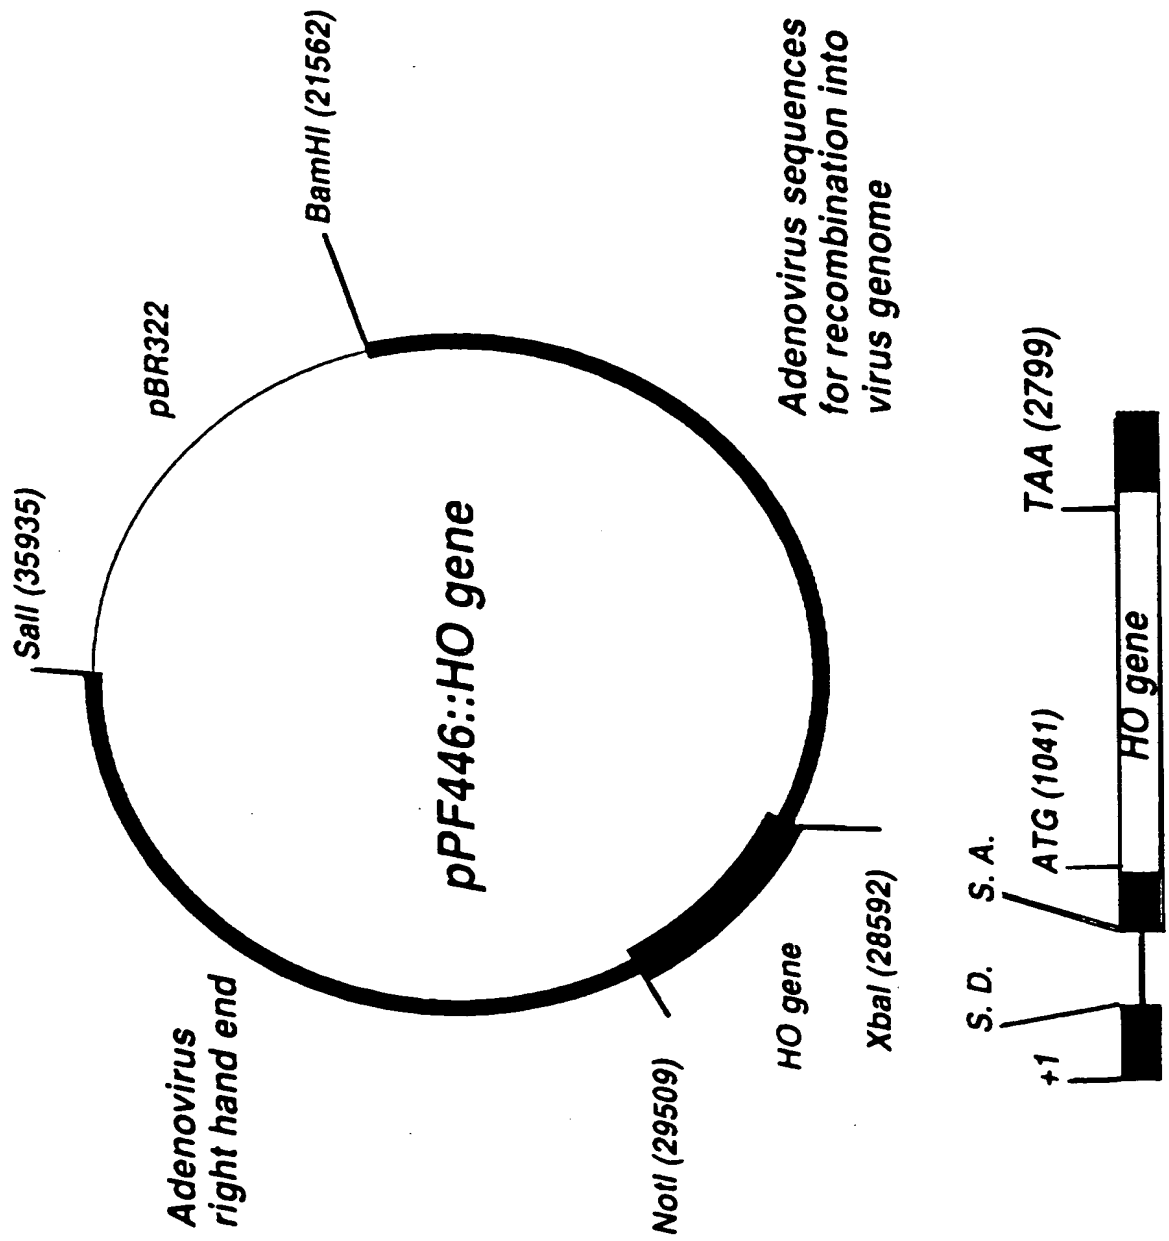 SalI (35935)
pBR322
Adenovirus
right hand end
BamHI (21562)
pPF446::HO gene
NotI (29509)
HO gene
XbaI (28592)
Adenovirus sequences
for recombination into
virus genome
+1
S. D.
S. A.
ATG (1041)
TAA (2799)
HO gene